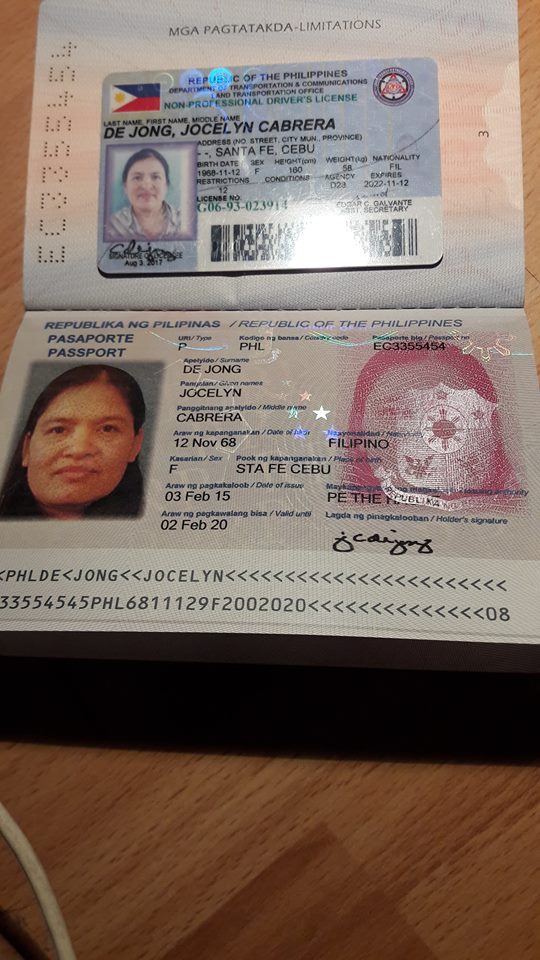 MGA PAGTATAKDA-LIMITATIONS
EC3355454
3
REPUBLIC OF THE PHILIPPINES
DEPARTMENT OF TRANSPORTATION & COMMUNICATIONS
LAND TRANSPORTATION OFFICE
NON-PROFESSIONAL DRIVER'S LICENSE
LAST NAME, FIRST NAME, MIDDLE NAME
DE JONG, JOCELYN CABRERA
ADDRESS (NO. STREET, CITY MUN., PROVINCE)
- -, SANTA FE, CEBU
BIRTH DATE SEX HEIGHT(cm) WEIGHT(kg) NATIONALITY
1968-11-12 F 160 58 FIL
RESTRICTIONS CONDITIONS AGENCY EXPIRES
12 D23 2022-11-12
LICENSE NO.
G06-93-023914
EDGAR C. GALVANTE
ASST. SECRETARY
SIGNATURE OF LICENSEE
Aug 3, 2017
REPUBLIKA NG PILIPINAS / REPUBLIC OF THE PHILIPPINES
PASAPORTE
PASSPORT
Uri / Type Kodigo ng bansa / Country code Pasaporte blg / Passport no
P PHL EC3355454
Apelyido / Surname
DE JONG
Pangalan / Given names
JOCELYN
Panggitnang apelyido / Middle name
CABRERA
Araw ng kapanganakan / Date of birth Nasyonalidad /
12 Nov 68 FILIPINO
Kasarian / Sex Pook ng kapanganakan / Place of birth
F STA FE CEBU
Araw ng pagkakaloob / Date of issue issuing authority
03 Feb 15 PE THE
Araw ng pagkawalang bisa / Valid until Lagda ng pinagkalooban / Holder's signature
02 Feb 20
REPUBLIKA
<PHLDE<JONG<<JOCELYN<<<<<<<<<<<<<<<<<<<<<<<<
33554545PHL6811129F2002020<<<<<<<<<<<<<<08